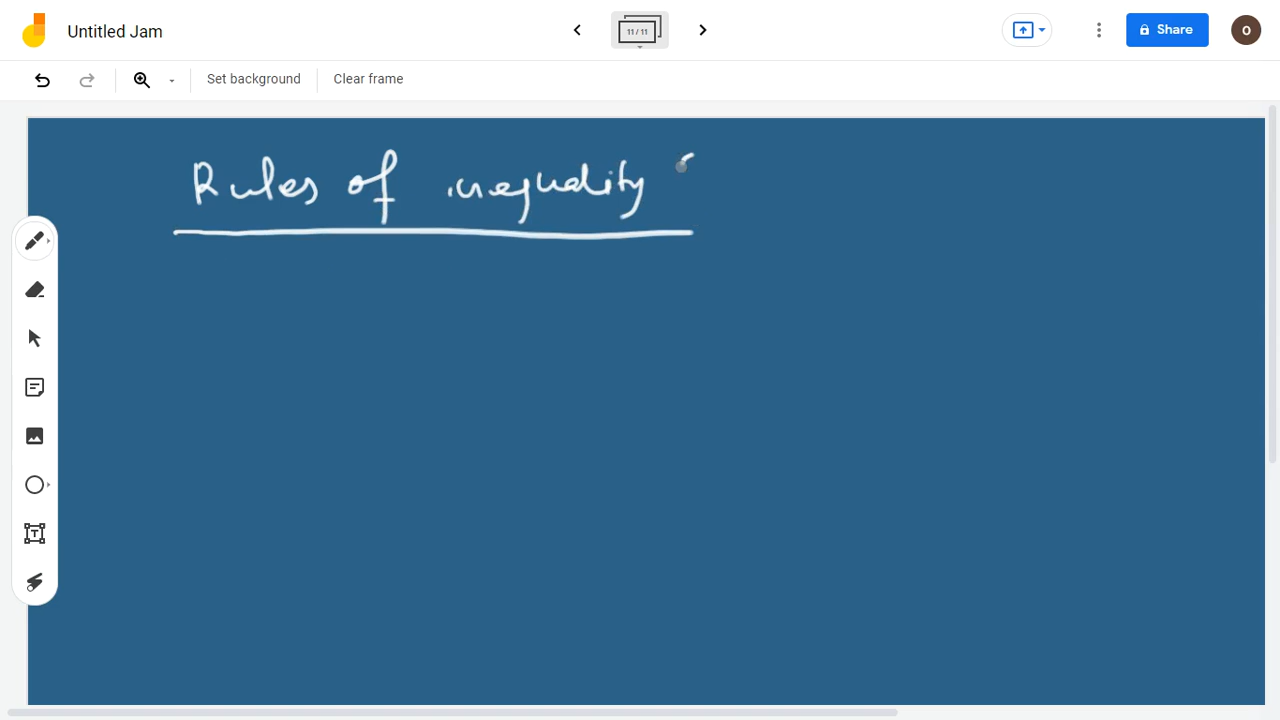 Untitled Jam
11 / 11
Share
O
Set background
Clear frame
Rules of inequality